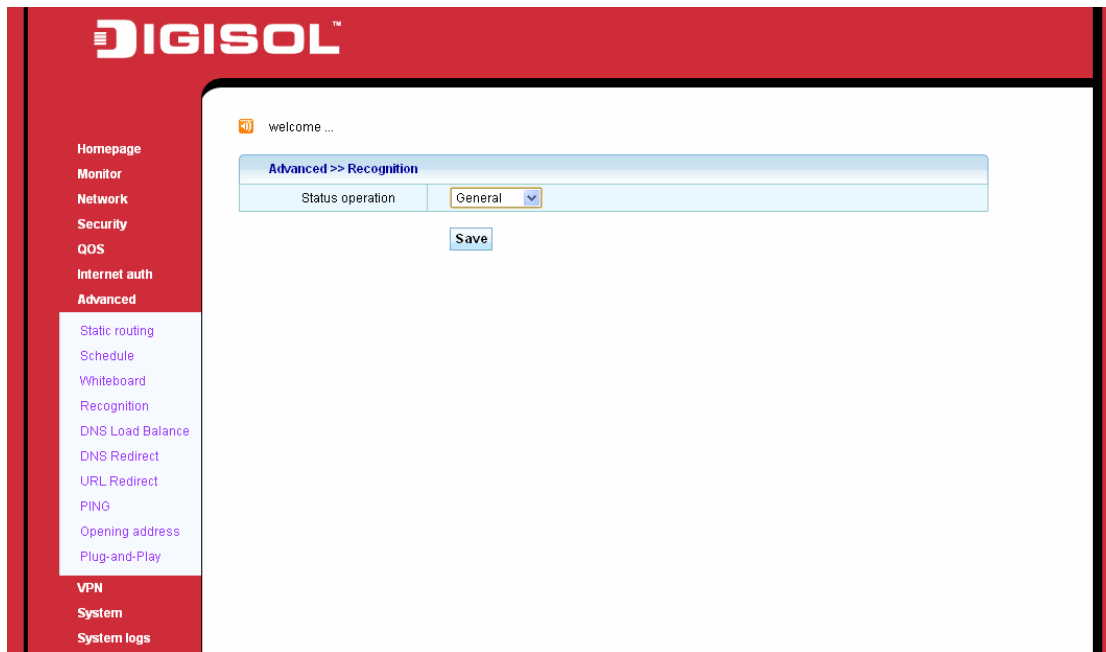 DIGISOL™
welcome ...
Homepage
Monitor
Network
Security
QOS
Internet auth
Advanced
Static routing
Schedule
Whiteboard
Recognition
DNS Load Balance
DNS Redirect
URL Redirect
PING
Opening address
Plug-and-Play
VPN
System
System logs
Advanced >> Recognition
Status operation General
Save